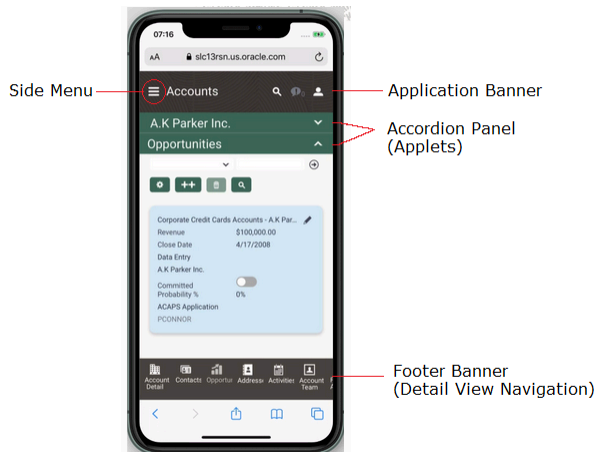 07:16
AA slc13rsn.us.oracle.com
Side Menu
Accounts
Application Banner
A.K Parker Inc.
Opportunities
Accordion Panel
(Applets)
Corporate Credit Cards Accounts - A.K Par...
Revenue $100,000.00
Close Date 4/17/2008
Data Entry
A.K Parker Inc.
Committed
Probability % 0%
ACAPS Application
PCONNOR
Account Detail
Contacts
Opportur
Addresse
Activities
Account Team
Footer Banner
(Detail View Navigation)